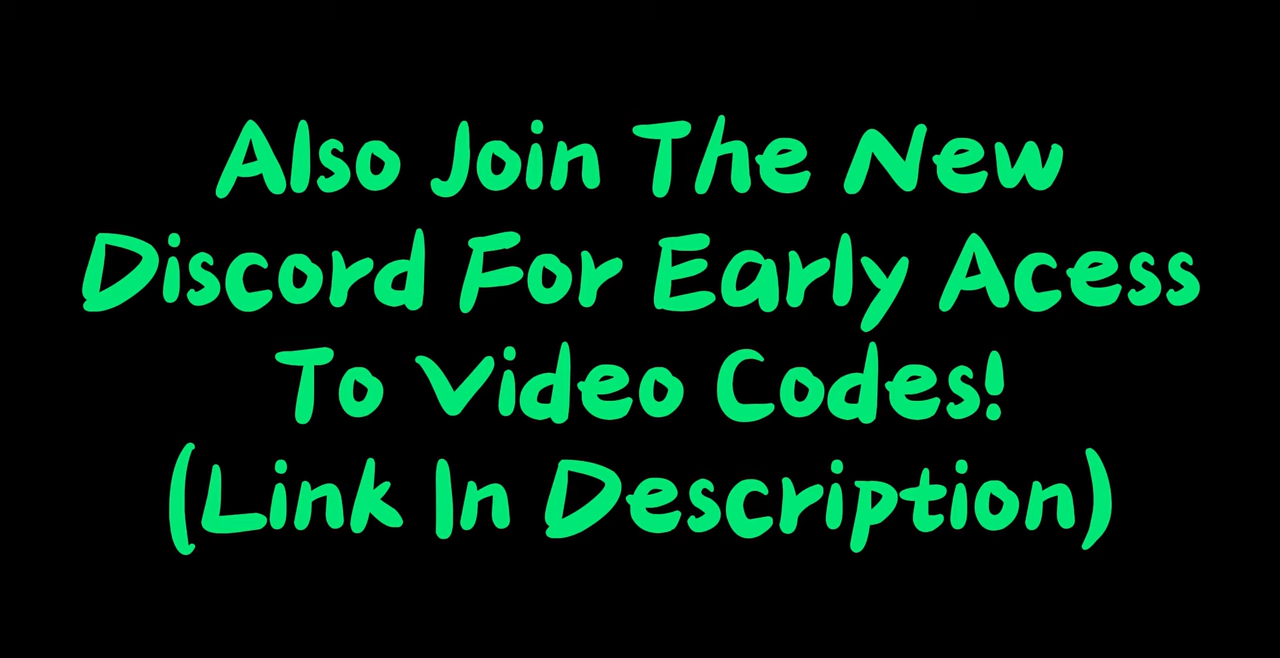 Also Join The New
Discord For Early Acess
To Video Codes!
(Link In Description)